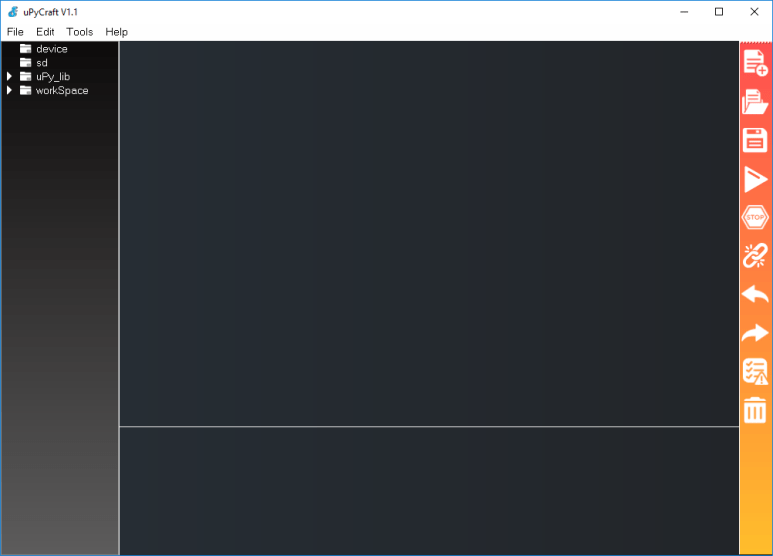 uPyCraft V1.1
File Edit Tools Help
device
sd
uPy_lib
workSpace
STOP